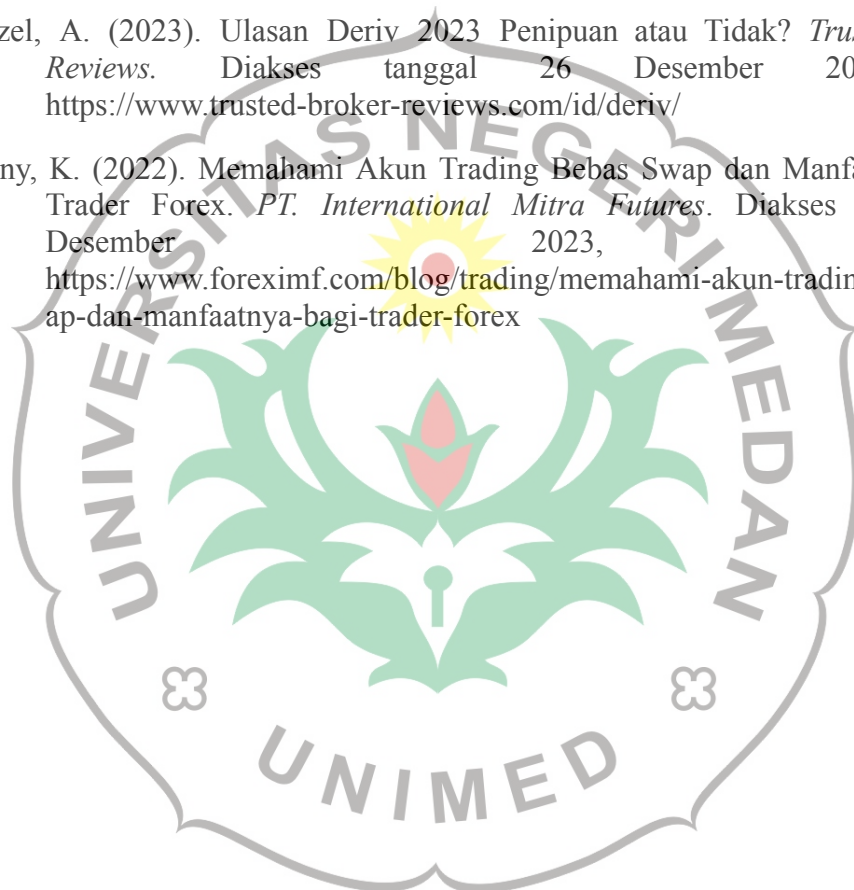 zel, A. (2023). Ulasan Deriv 2023 Penipuan atau Tidak? Trus
Reviews. Diakses tanggal 26 Desember 20
https://www.trusted-broker-reviews.com/id/deriv/
ny, K. (2022). Memahami Akun Trading Bebas Swap dan Manfa
Trader Forex. PT. International Mitra Futures. Diakses
Desember 2023,
https://www.foreximf.com/blog/trading/memahami-akun-tradin
ap-dan-manfaatnya-bagi-trader-forex
UNIVERSITAS NEGERI MEDAN
UNIMED